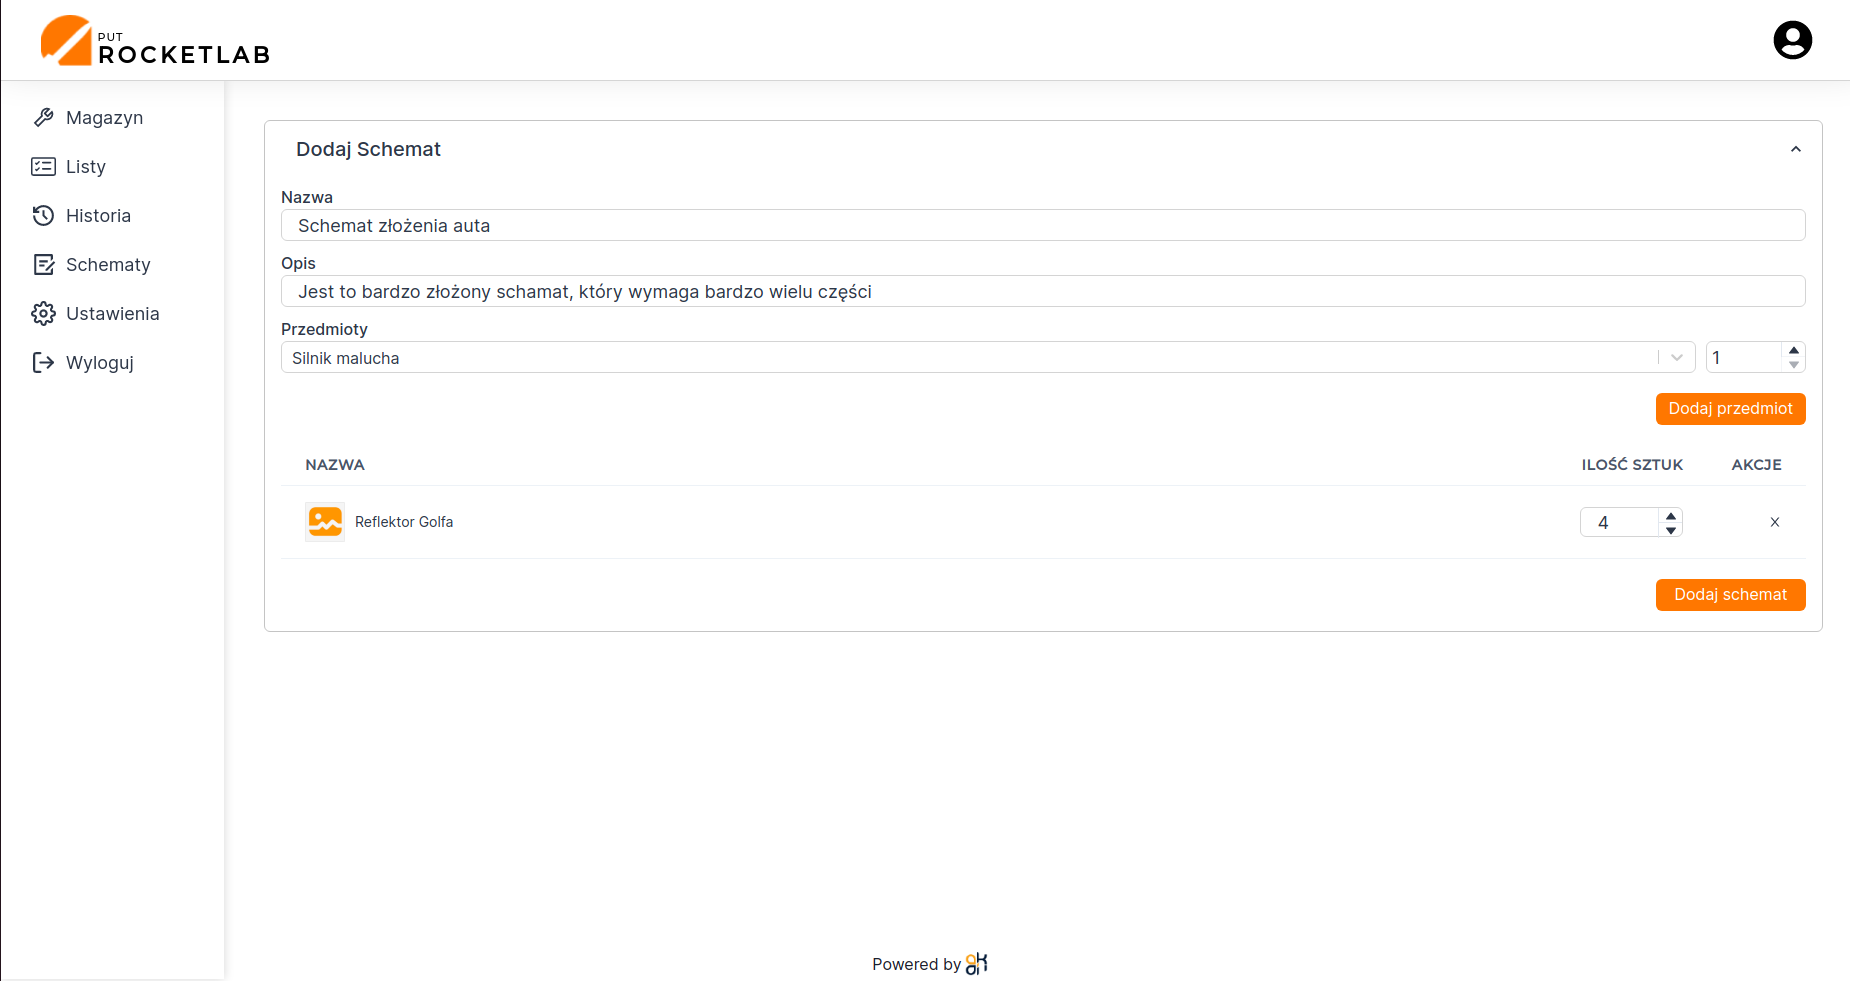 PUT
ROCKETLAB
Magazyn
Listy
Historia
Schematy
Ustawienia
Wyloguj
Dodaj Schemat
Nazwa
Schemat złożenia auta
Opis
Jest to bardzo złożony schamat, który wymaga bardzo wielu części
Przedmioty
Silnik malucha 1
Dodaj przedmiot
NAZWA ILOŚĆ SZTUK AKCJE
Reflektor Golfa 4 x
Dodaj schemat
Powered by